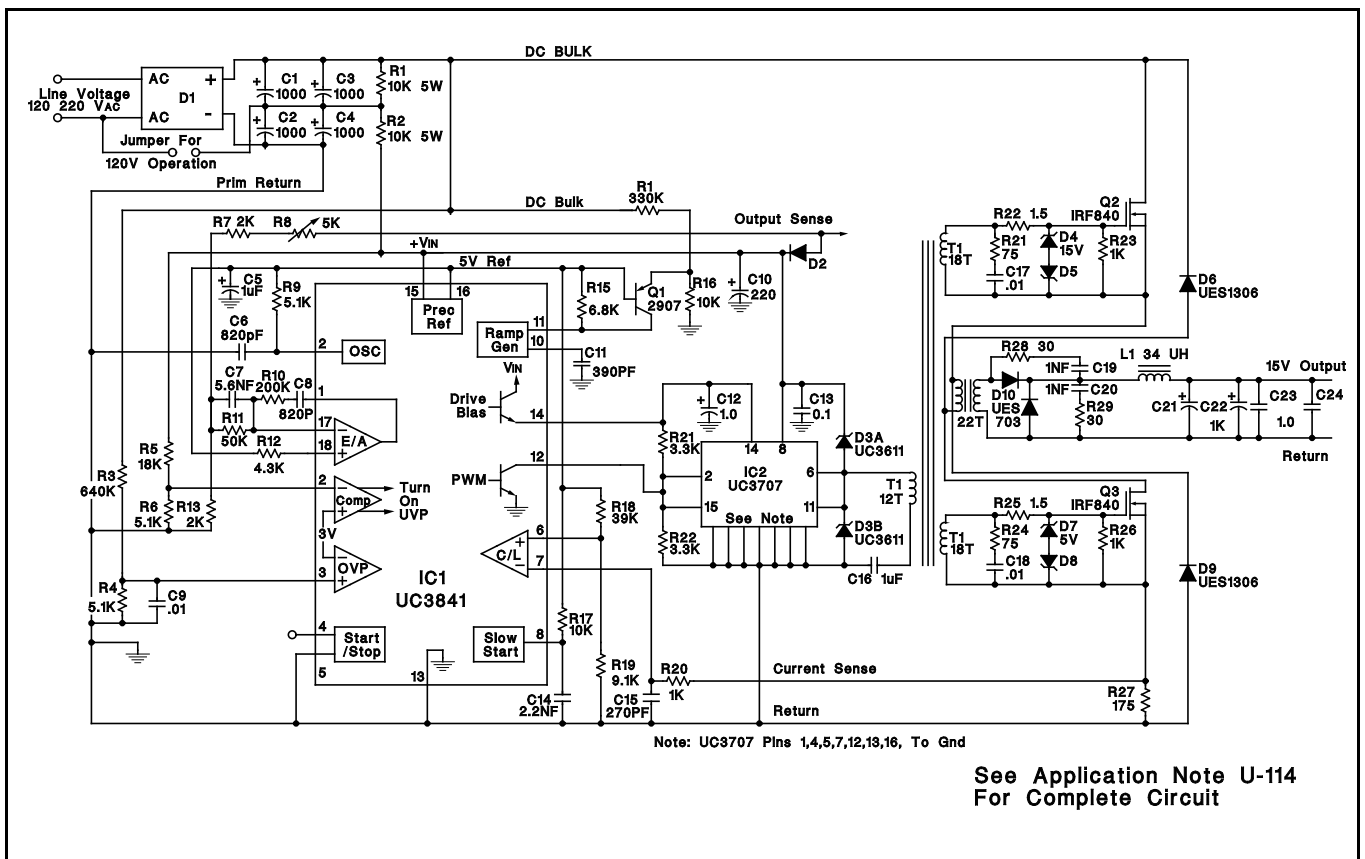 DC BULK
AC +
AC -
D1
Line Voltage
120 220 VAC
Jumper For
120V Operation
Prim Return
+ C1
1000
+ C3
1000
+ C2
1000
+ C4
1000
R1
10K 5W
R2
10K 5W
DC Bulk
R1
330K
R7 2K
R8
5K
Output Sense
+VIN
5V Ref
D2
+ C5
1uF
R9
5.1K
15
16
Prec
Ref
R15
6.8K
Q1
2907
R16
10K
+ C10
220
C6
820pF
2
OSC
Ramp
Gen
11
10
C11
390PF
C7
5.6NF
R10
200K
C8
820P
1
VIN
Drive
Bias
14
R11
50K
17
18
-
+
E/A
R12
4.3K
R5
18K
R3
640K
R6
5.1K
R13
2K
2
-
+
Comp
Turn
On
UVP
3V
PWM
12
3
-
+
OVP
R4
5.1K
C9
.01
IC1
UC3841
6
7
+
-
C/L
R18
39K
4
Start
/Stop
5
13
Slow
Start
8
R17
10K
R19
9.1K
C14
2.2NF
C15
270PF
R20
1K
Current Sense
Return
+ C12
1.0
C13
0.1
R21
3.3K
R22
3.3K
14
8
2
15
6
11
IC2
UC3707
See Note
D3A
UC3611
D3B
UC3611
C16 1uF
T1
12T
T1
18T
R22 1.5
R21
75
C17
.01
D4
15V
D5
R23
1K
Q2
IRF840
D6
UES1306
R28 30
1NF C19
1NF C20
R29
30
D10
UES
703
22T
L1 34 UH
15V Output
C21 +
C22 +
1K
C23
1.0
C24
Return
T1
18T
R25 1.5
R24
75
C18
.01
D7
5V
D8
R26
1K
Q3
IRF840
D9
UES1306
R27
175
Note: UC3707 Pins 1,4,5,7,12,13,16, To Gnd
See Application Note U-114
For Complete Circuit